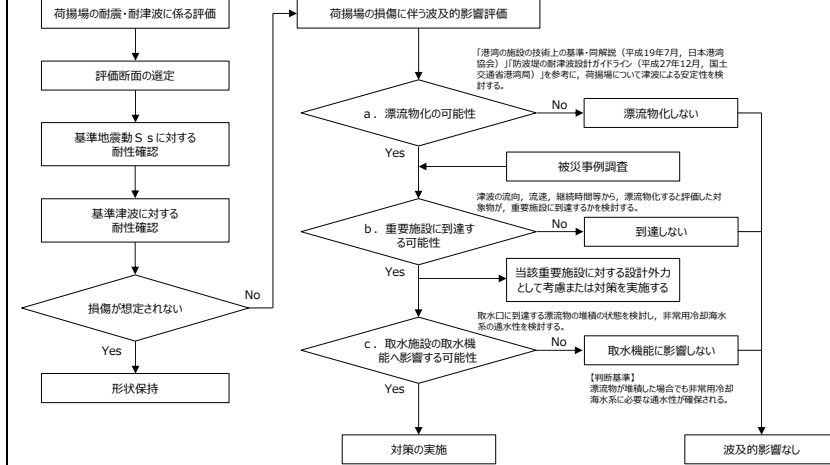 荷揚場の耐震・耐津波に係る評価
評価断面の選定
基準地震動Ｓｓに対する
耐性確認
基準津波に対する
耐性確認
損傷が想定されない
No
Yes
形状保持
荷揚場の損傷に伴う波及的影響評価
「港湾の施設の技術上の基準・同解説（平成19年7月，日本港湾
協会）」「防波堤の耐津波設計ガイドライン（平成27年12月，国土
交通省港湾局）」を参考に，荷揚場について津波による安定性を検
討する。
ａ．漂流物化の可能性
No
漂流物化しない
Yes
被災事例調査
津波の流向，流速，継続時間等から，漂流物化すると評価した対
象物が，重要施設に到達するかを検討する。
ｂ．重要施設に到達す
る可能性
No
到達しない
Yes
当該重要施設に対する設計外力
として考慮または対策を実施する
取水口に到達する漂流物の堆積の状態を検討し，非常用冷却海水
系の通水性を検討する。
ｃ．取水施設の取水機
能へ影響する可能性
No
取水機能に影響しない
Yes
【判断基準】
漂流物が堆積した場合でも非常用冷却
海水系に必要な通水性が確保される。
対策の実施
波及的影響なし